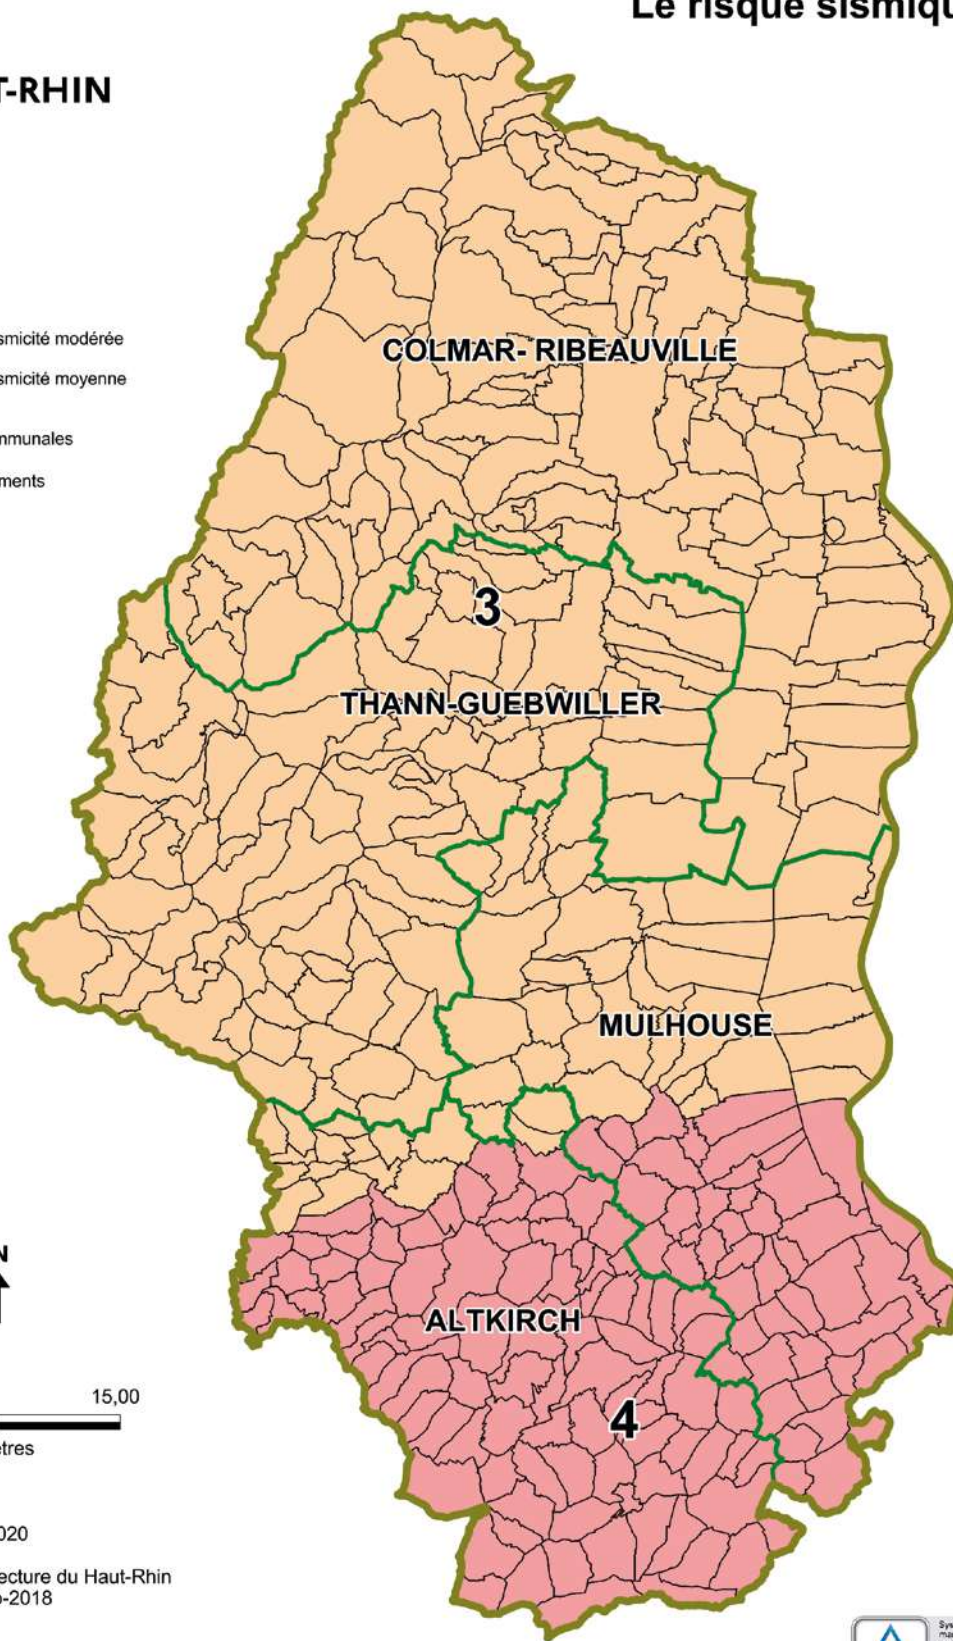 Le risque sismiqu
T-RHIN
smicité modérée
COLMAR- RIBEAUVILLE
smicité moyenne
mmunales
ments
3
THANN-GUEBWILLER
MULHOUSE
N
ALTKIRCH
15,00
4
ètres
020
ecture du Haut-Rhin
o-2018